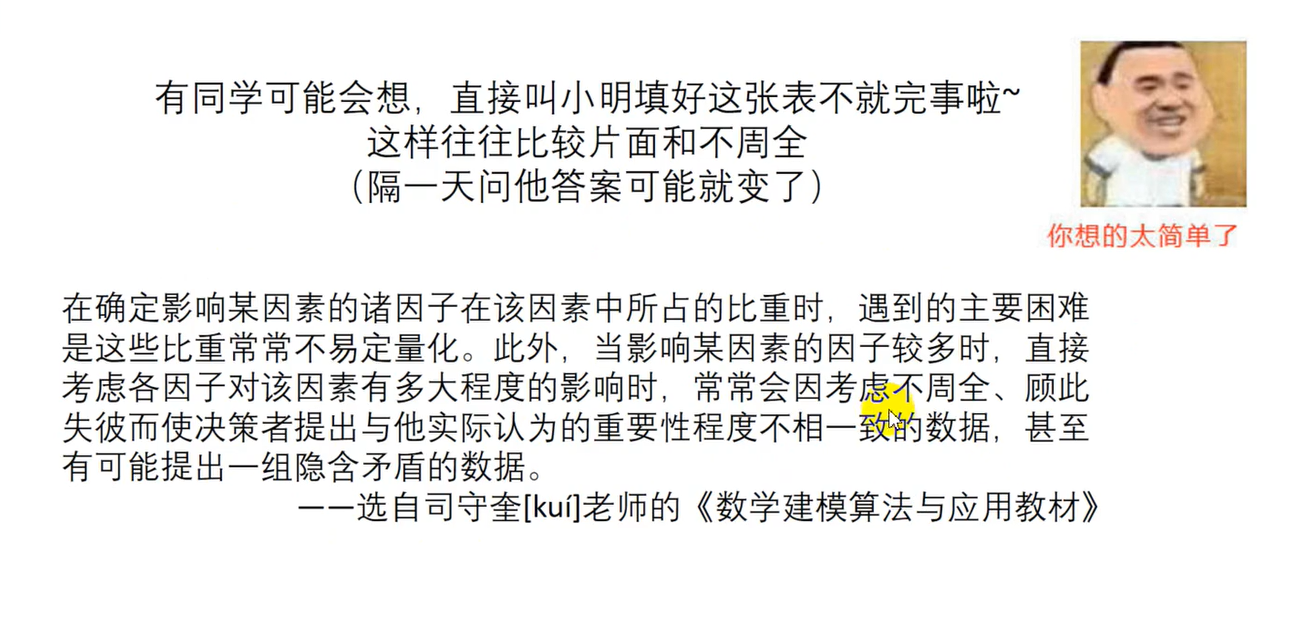 有同学可能会想，直接叫小明填好这张表不就完事啦~
这样往往比较片面和不周全
（隔一天问他答案可能就变了）
你想的太简单了
在确定影响某因素的诸因子在该因素中所占的比重时，遇到的主要困难
是这些比重常常不易定量化。此外，当影响某因素的因子较多时，直接
考虑各因子对该因素有多大程度的影响时，常常会因考虑不周全、顾此
失彼而使决策者提出与他实际认为的重要性程度不相一致的数据，甚至
有可能提出一组隐含矛盾的数据。
——选自司守奎[kuí]老师的《数学建模算法与应用教材》